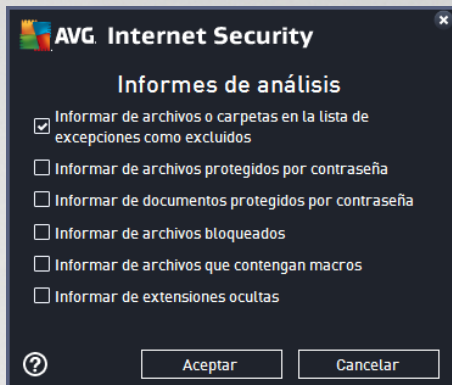 AVG Internet Security
Informes de análisis
Informar de archivos o carpetas en la lista de
excepciones como excluidos
Informar de archivos protegidos por contraseña
Informar de documentos protegidos por contraseña
Informar de archivos bloqueados
Informar de archivos que contengan macros
Informar de extensiones ocultas
?
Aceptar
Cancelar